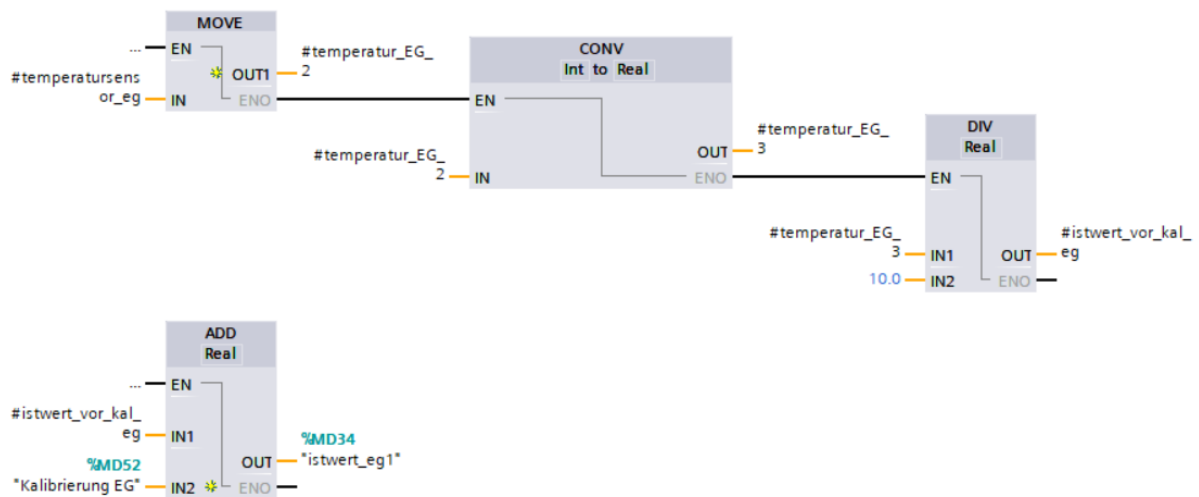 MOVE
... EN
#temperatursens
or_eg IN
OUT1
ENO
#temperatur_EG_
2
CONV
Int to Real
EN
#temperatur_EG_
2 IN
OUT
ENO
#temperatur_EG_
3
DIV
Real
EN
#temperatur_EG_
3 IN1
10.0 IN2
OUT
ENO
#istwert_vor_kal_
eg
ADD
Real
... EN
#istwert_vor_kal_
eg IN1
%MD52
"Kalibrierung EG" IN2
OUT
ENO
%MD34
"istwert_eg1"